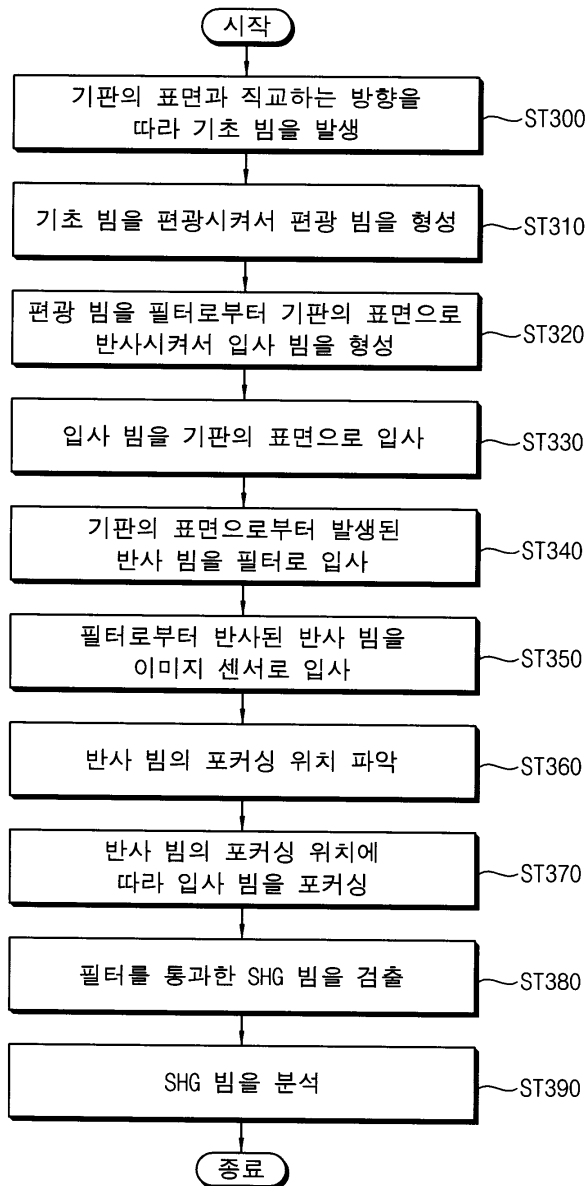 시작
기판의 표면과 직교하는 방향을
따라 기초 빔을 발생
ST300
기초 빔을 편광시켜서 편광 빔을 형성
ST310
편광 빔을 필터로부터 기판의 표면으로
반사시켜서 입사 빔을 형성
ST320
입사 빔을 기판의 표면으로 입사
ST330
기판의 표면으로부터 발생된
반사 빔을 필터로 입사
ST340
필터로부터 반사된 반사 빔을
이미지 센서로 입사
ST350
반사 빔의 포커싱 위치 파악
ST360
반사 빔의 포커싱 위치에
따라 입사 빔을 포커싱
ST370
필터를 통과한 SHG 빔을 검출
ST380
SHG 빔을 분석
ST390
종료